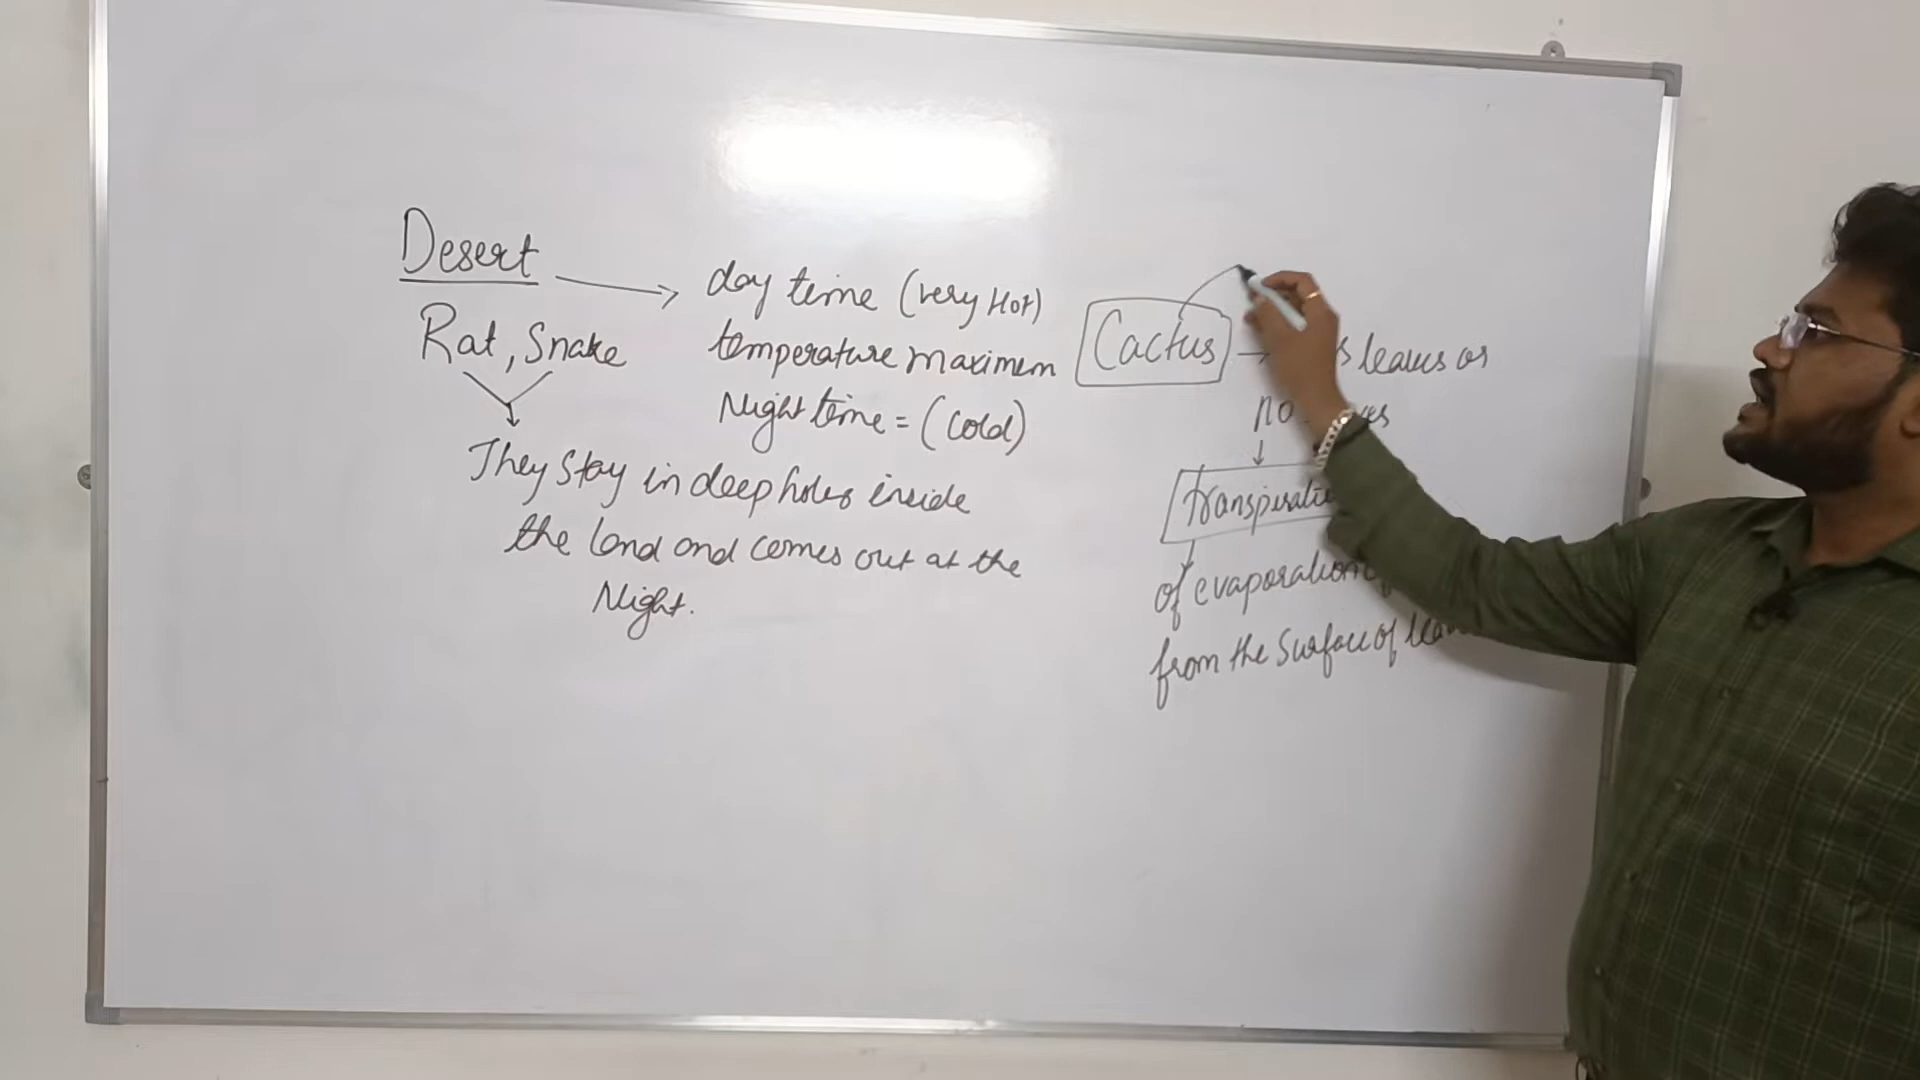 Desert
day time (very Hot)
Rat, Snake
temperature maximum
Night time = (Cold)
They stay in deep holes inside
the land and comes out at the
Night.
Cactus
leaves or
no
of evaporation
from the surface of